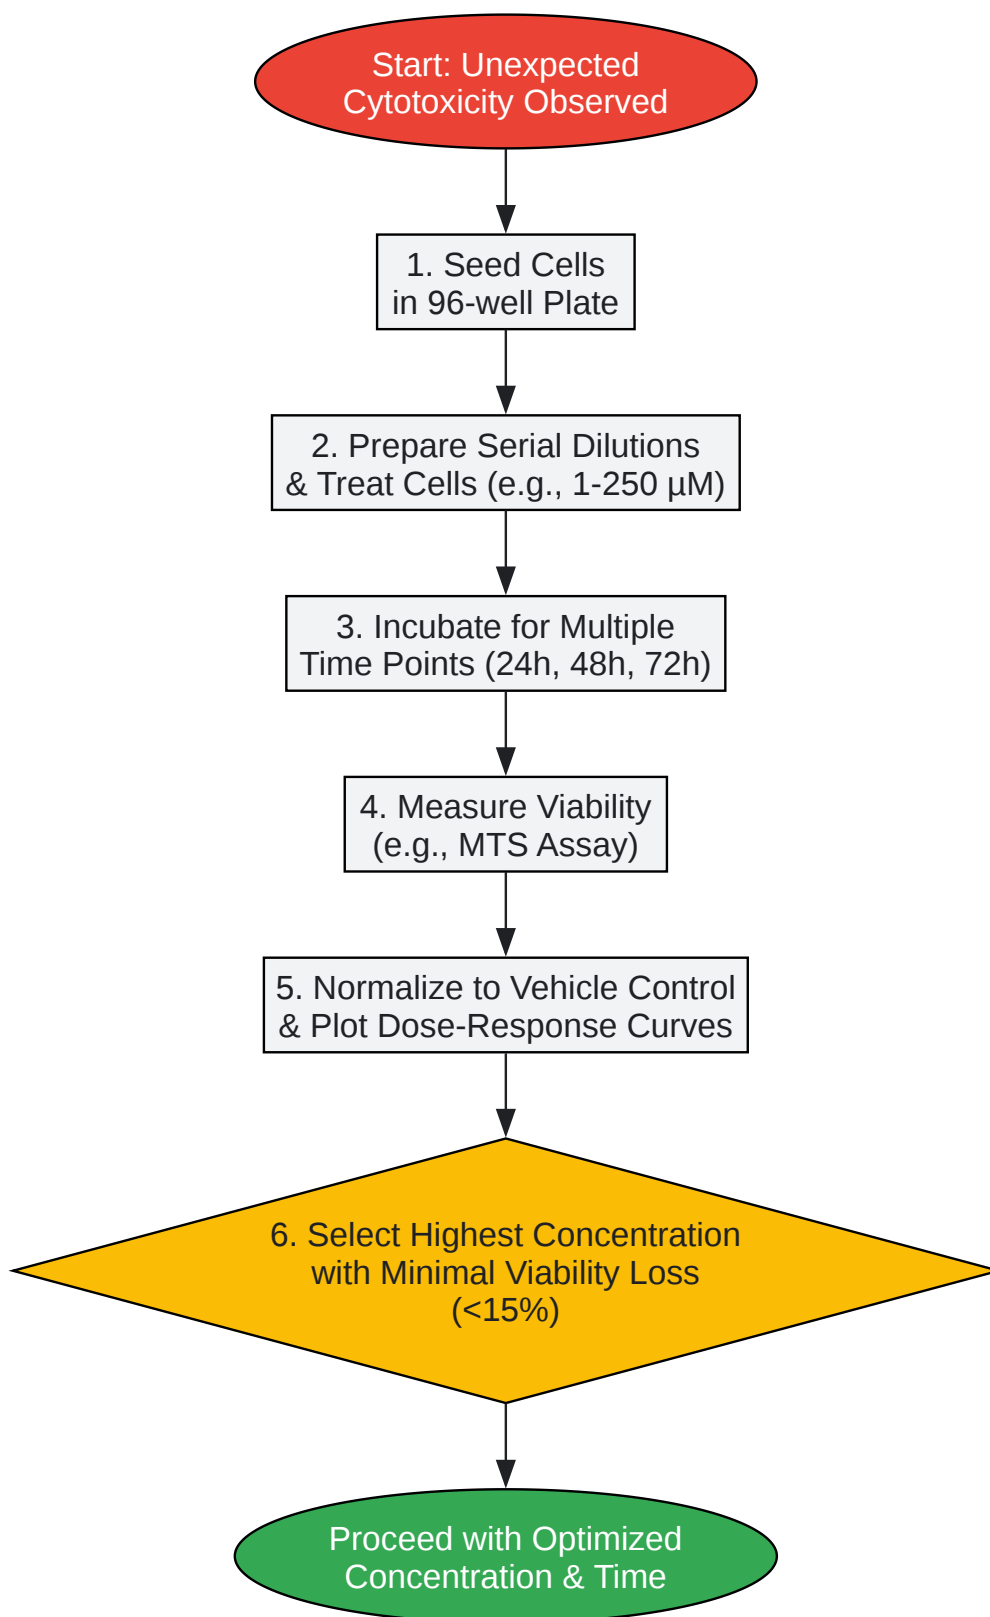 Start: Unexpected
Cytotoxicity Observed
1. Seed Cells
in 96-well Plate
2. Prepare Serial Dilutions
& Treat Cells (e.g., 1-250 µM)
3. Incubate for Multiple
Time Points (24h, 48h, 72h)
4. Measure Viability
(e.g., MTS Assay)
5. Normalize to Vehicle Control
& Plot Dose-Response Curves
6. Select Highest Concentration
with Minimal Viability Loss
(<15%)
Proceed with Optimized
Concentration & Time